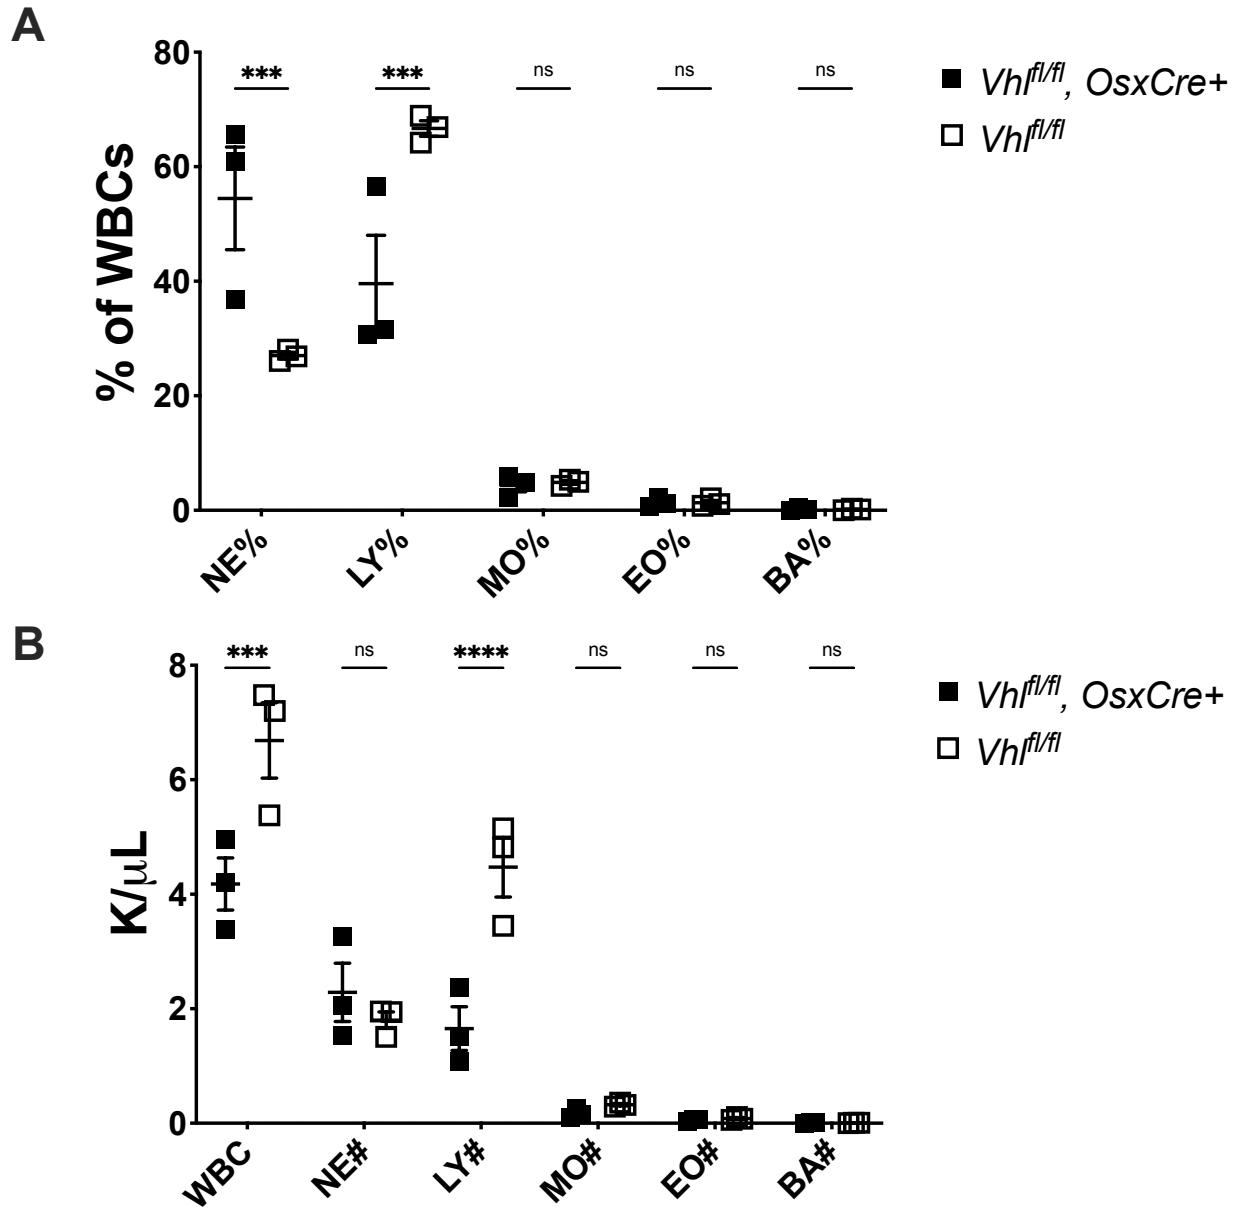 A
80
60
40
20
0
% of WBCs
*** *** ns ns ns
NE% LY% MO% EO% BA%
Vhlfl/fl, OsxCre+
Vhlfl/fl
B
8
6
4
2
0
K/µL
*** ns **** ns ns ns
WBC NE# LY# MO# EO# BA#
Vhlfl/fl, OsxCre+
Vhlfl/fl